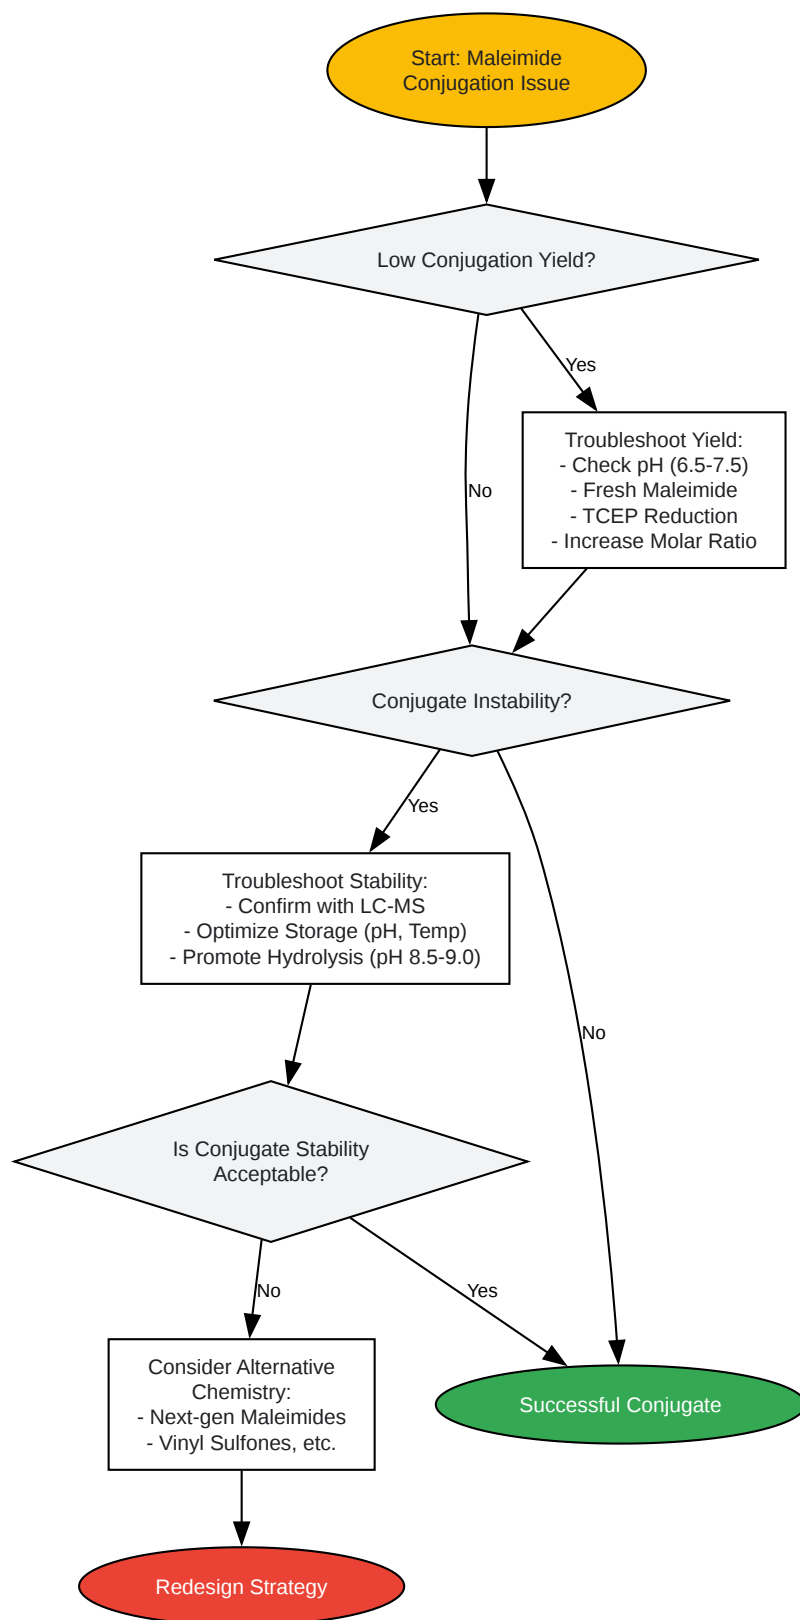 Start: Maleimide
Conjugation Issue
Low Conjugation Yield?
Yes
Troubleshoot Yield:
- Check pH (6.5-7.5)
- Fresh Maleimide
- TCEP Reduction
- Increase Molar Ratio
No
Conjugate Instability?
Yes
Troubleshoot Stability:
- Confirm with LC-MS
- Optimize Storage (pH, Temp)
- Promote Hydrolysis (pH 8.5-9.0)
No
Is Conjugate Stability
Acceptable?
No
Yes
Consider Alternative
Chemistry:
- Next-gen Maleimides
- Vinyl Sulfones, etc.
Successful Conjugate
Redesign Strategy